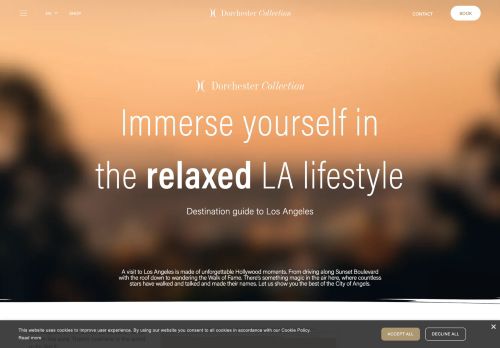 Dorchester Collection
CONTACT
BOOK
Dorchester Collection
Immerse yourself in
the relaxed LA lifestyle
Destination guide to Los Angeles
A visit to Los Angeles is made of unforgettable Hollywood moments. From driving along Sunset Boulevard
with the roof down to wandering the Walk of Fame. There's something magic in the air here, where countless
stars have walked and talked and made their names. Let us show you the best of the City of Angels.
This website uses cookies to improve user experience. By using our website you consent to all cookies in accordance with our Cookie Policy.
Read more
ACCEPT ALL
DECLINE ALL